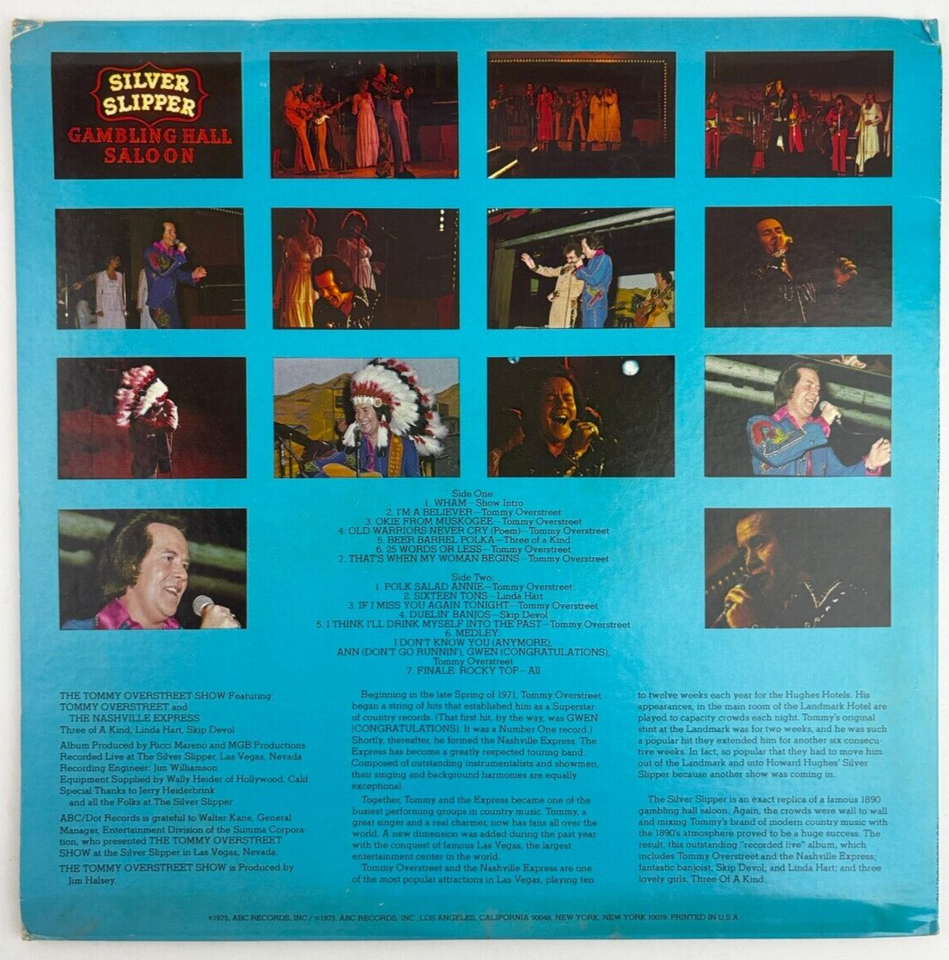 SILVER
SLIPPER
GAMBLING HALL
SALOON
Side One:
1. WHAM—Show Intro
2. I'M A BELIEVER—Tommy Overstreet
3. OKIE FROM MUSKOGEE—Tommy Overstreet
4. OLD WARRIORS NEVER CRY (Poem)—Tommy Overstreet
5. BEER BARREL POLKA—Three of a Kind
6. 25 WORDS OR LESS—Tommy Overstreet
7. THAT'S WHEN MY WOMAN BEGINS—Tommy Overstreet
Side Two:
1. POLK SALAD ANNIE—Tommy Overstreet
2. SIXTEEN TONS—Linda Hart
3. IF I MISS YOU AGAIN TONIGHT—Tommy Overstreet
4. DUELIN' BANJOS—Skip Devol
5. I THINK I'LL DRINK MYSELF INTO THE PAST—Tommy Overstreet
6. MEDLEY:
I DON'T KNOW YOU (ANYMORE),
ANN (DON'T GO RUNNIN'), GWEN (CONGRATULATIONS),
Tommy Overstreet
7. FINALE: ROCKY TOP—All
THE TOMMY OVERSTREET SHOW Featuring:
TOMMY OVERSTREET and
THE NASHVILLE EXPRESS
Three of A Kind, Linda Hart, Skip Devol
Album Produced by Ricci Mareno and MGB Productions
Recorded Live at The Silver Slipper, Las Vegas, Nevada
Recording Engineer: Jim Williamson
Equipment Supplied by Wally Heider of Hollywood. Calif.
Special Thanks to Jerry Heiderbrink
and all the Folks at The Silver Slipper
ABC/Dot Records is grateful to Walter Kane, General
Manager, Entertainment Division of the Summa Corpora-
tion, who presented THE TOMMY OVERSTREET
SHOW at the Silver Slipper in Las Vegas, Nevada.
THE TOMMY OVERSTREET SHOW is Produced by
Jim Halsey.
Beginning in the late Spring of 1971, Tommy Overstreet
began a string of hits that established him as a Superstar
of country records. (That first hit, by the way, was GWEN
(CONGRATULATIONS). It was a Number One record.)
Shortly, thereafter, he formed the Nashville Express. The
Express has become a greatly respected touring band.
Composed of outstanding instrumentalists and showmen,
their singing and background harmonies are equally
exceptional.
Together, Tommy and the Express became one of the
busiest performing groups in country music. Tommy, a
great singer and a real charmer, now has fans all over the
world. A new dimension was added during the past year
with the conquest of famous Las Vegas, the largest
entertainment center in the world.
Tommy Overstreet and the Nashville Express are one
of the most popular attractions in Las Vegas, playing ten
to twelve weeks each year for the Hughes Hotels. His
appearances, in the main room of the Landmark Hotel are
played to capacity crowds each night. Tommy's original
stint at the Landmark was for two weeks, and he was such
a popular hit they extended him for another six consecu-
tive weeks. In fact, so popular that they had to move him
out of the Landmark and into Howard Hughes' Silver
Slipper because another show was coming in.
The Silver Slipper is an exact replica of a famous 1890
gambling hall saloon. Again, the crowds were wall to wall
and mixing Tommy's brand of modern country music with
the 1890's atmosphere proved to be a huge success. The
result, this outstanding "recorded live" album, which
includes Tommy Overstreet and the Nashville Express;
fantastic banjoist, Skip Devol; and Linda Hart; and three
lovely girls, Three Of A Kind.
℗1975, ABC RECORDS, INC./©1975, ABC RECORDS, INC., LOS ANGELES, CALIFORNIA 90048, NEW YORK, NEW YORK 10019. PRINTED IN U.S.A.